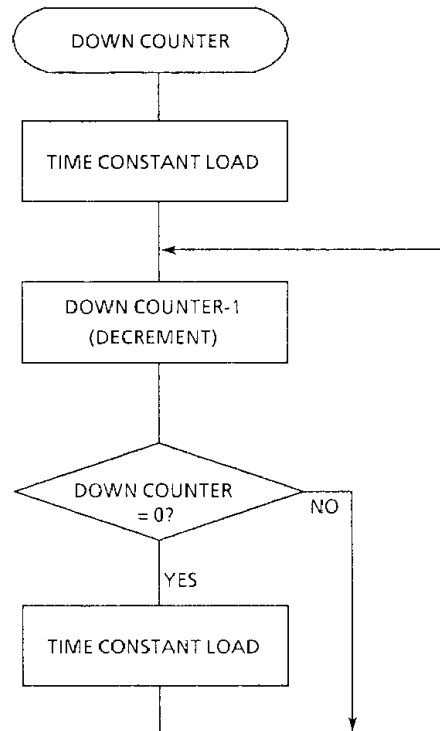 DOWN COUNTER
TIME CONSTANT LOAD
DOWN COUNTER-1
(DECREMENT)
DOWN COUNTER
= 0?
NO
YES
TIME CONSTANT LOAD